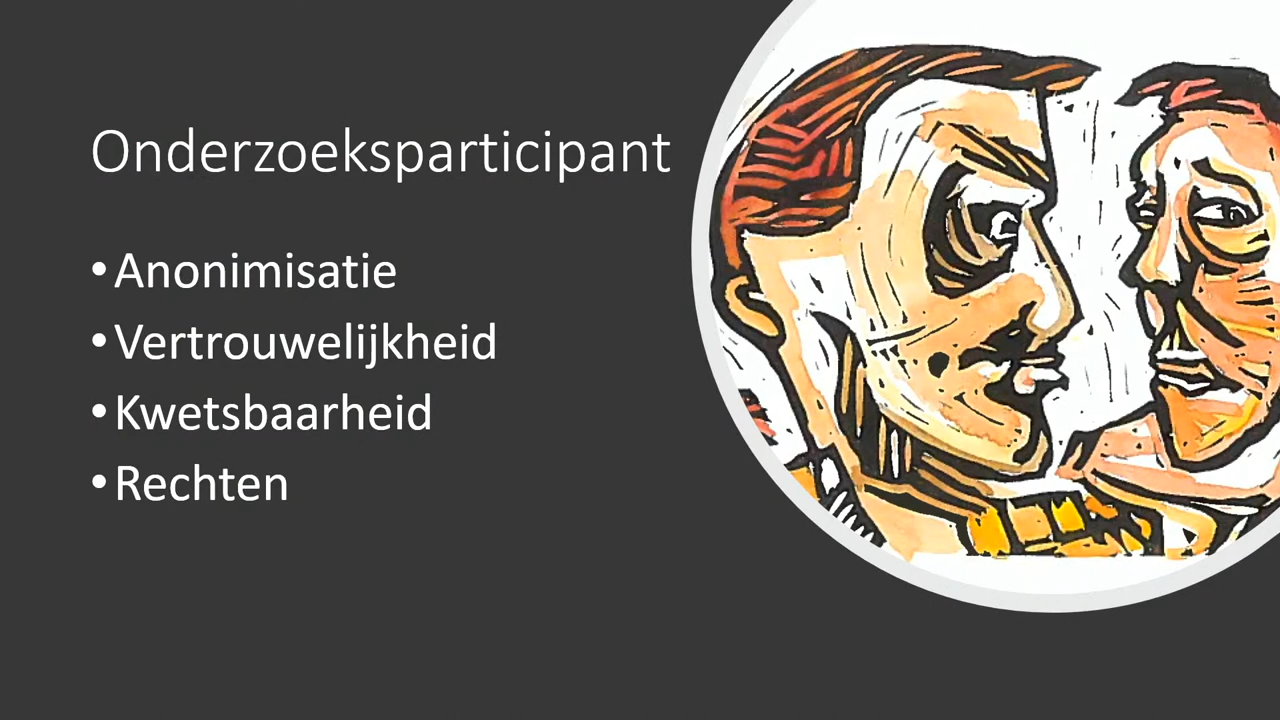 Onderzoeksparticipant
• Anonimisatie
• Vertrouwelijkheid
• Kwetsbaarheid
• Rechten